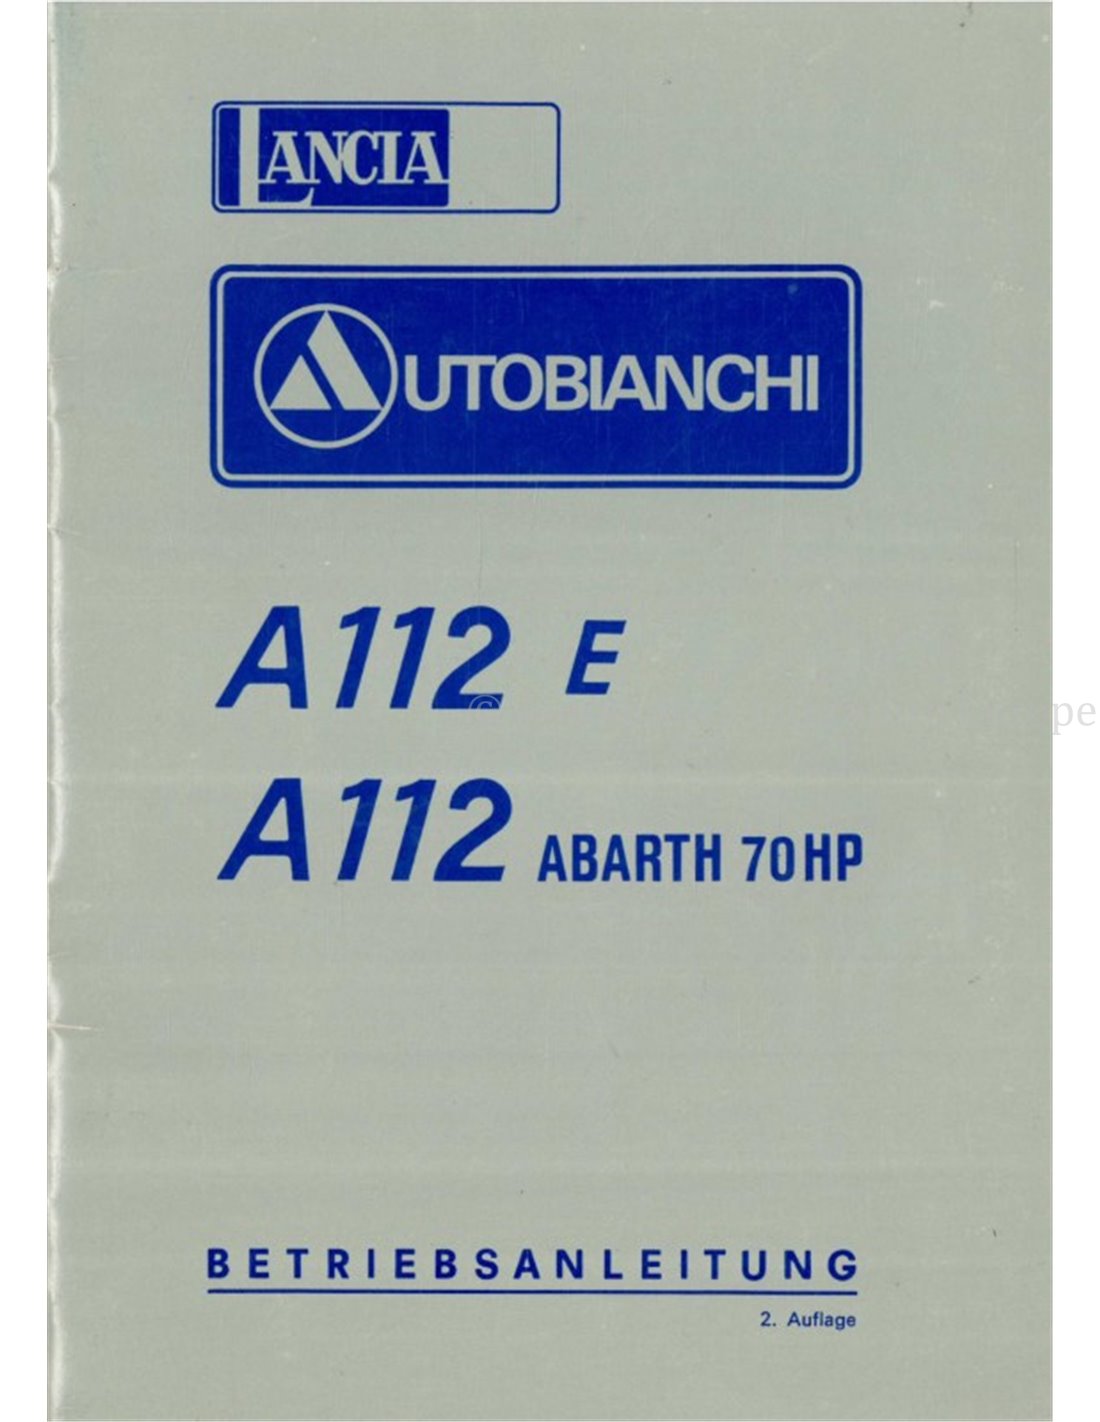 LANCIA
AUTOBIANCHI
A112 E
A112 ABARTH 70HP
BETRIEBSANLEITUNG
2. Auflage